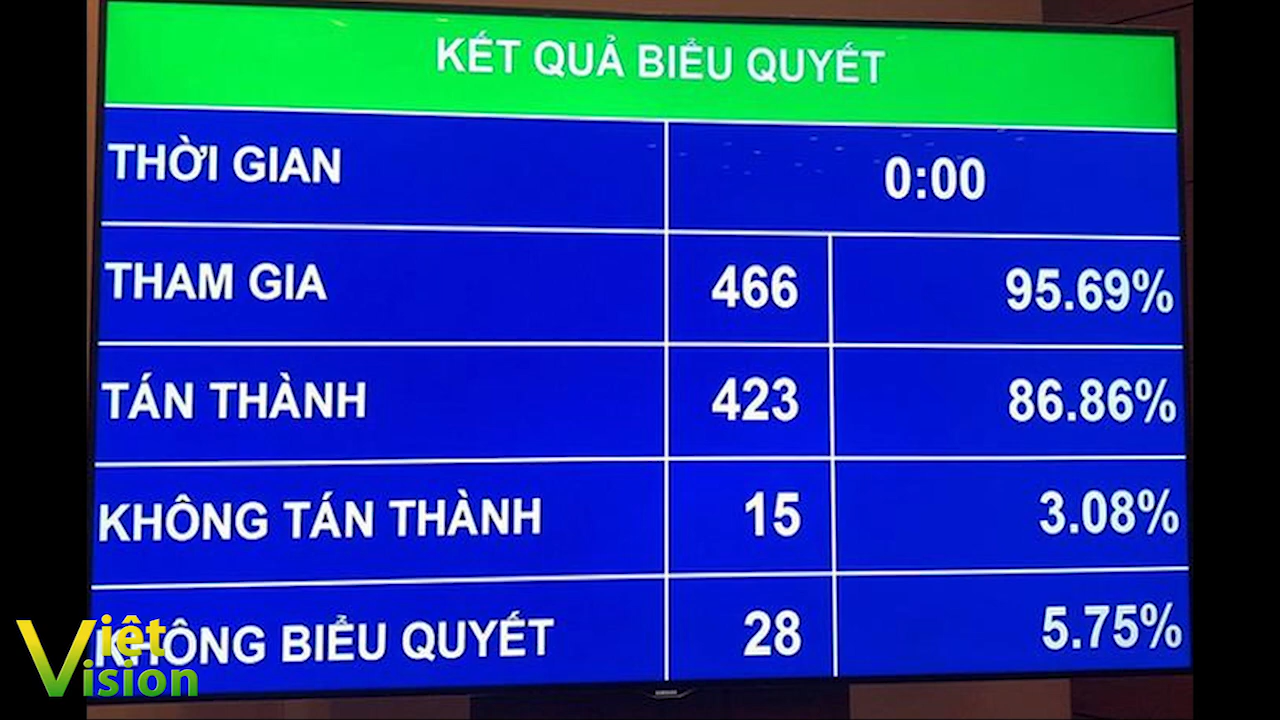 KẾT QUẢ BIỂU QUYẾT
THỜI GIAN 0:00
THAM GIA 466 95.69%
TÁN THÀNH 423 86.86%
KHÔNG TÁN THÀNH 15 3.08%
KHÔNG BIỂU QUYẾT 28 5.75%
Việt
Vision
SAMSUNG